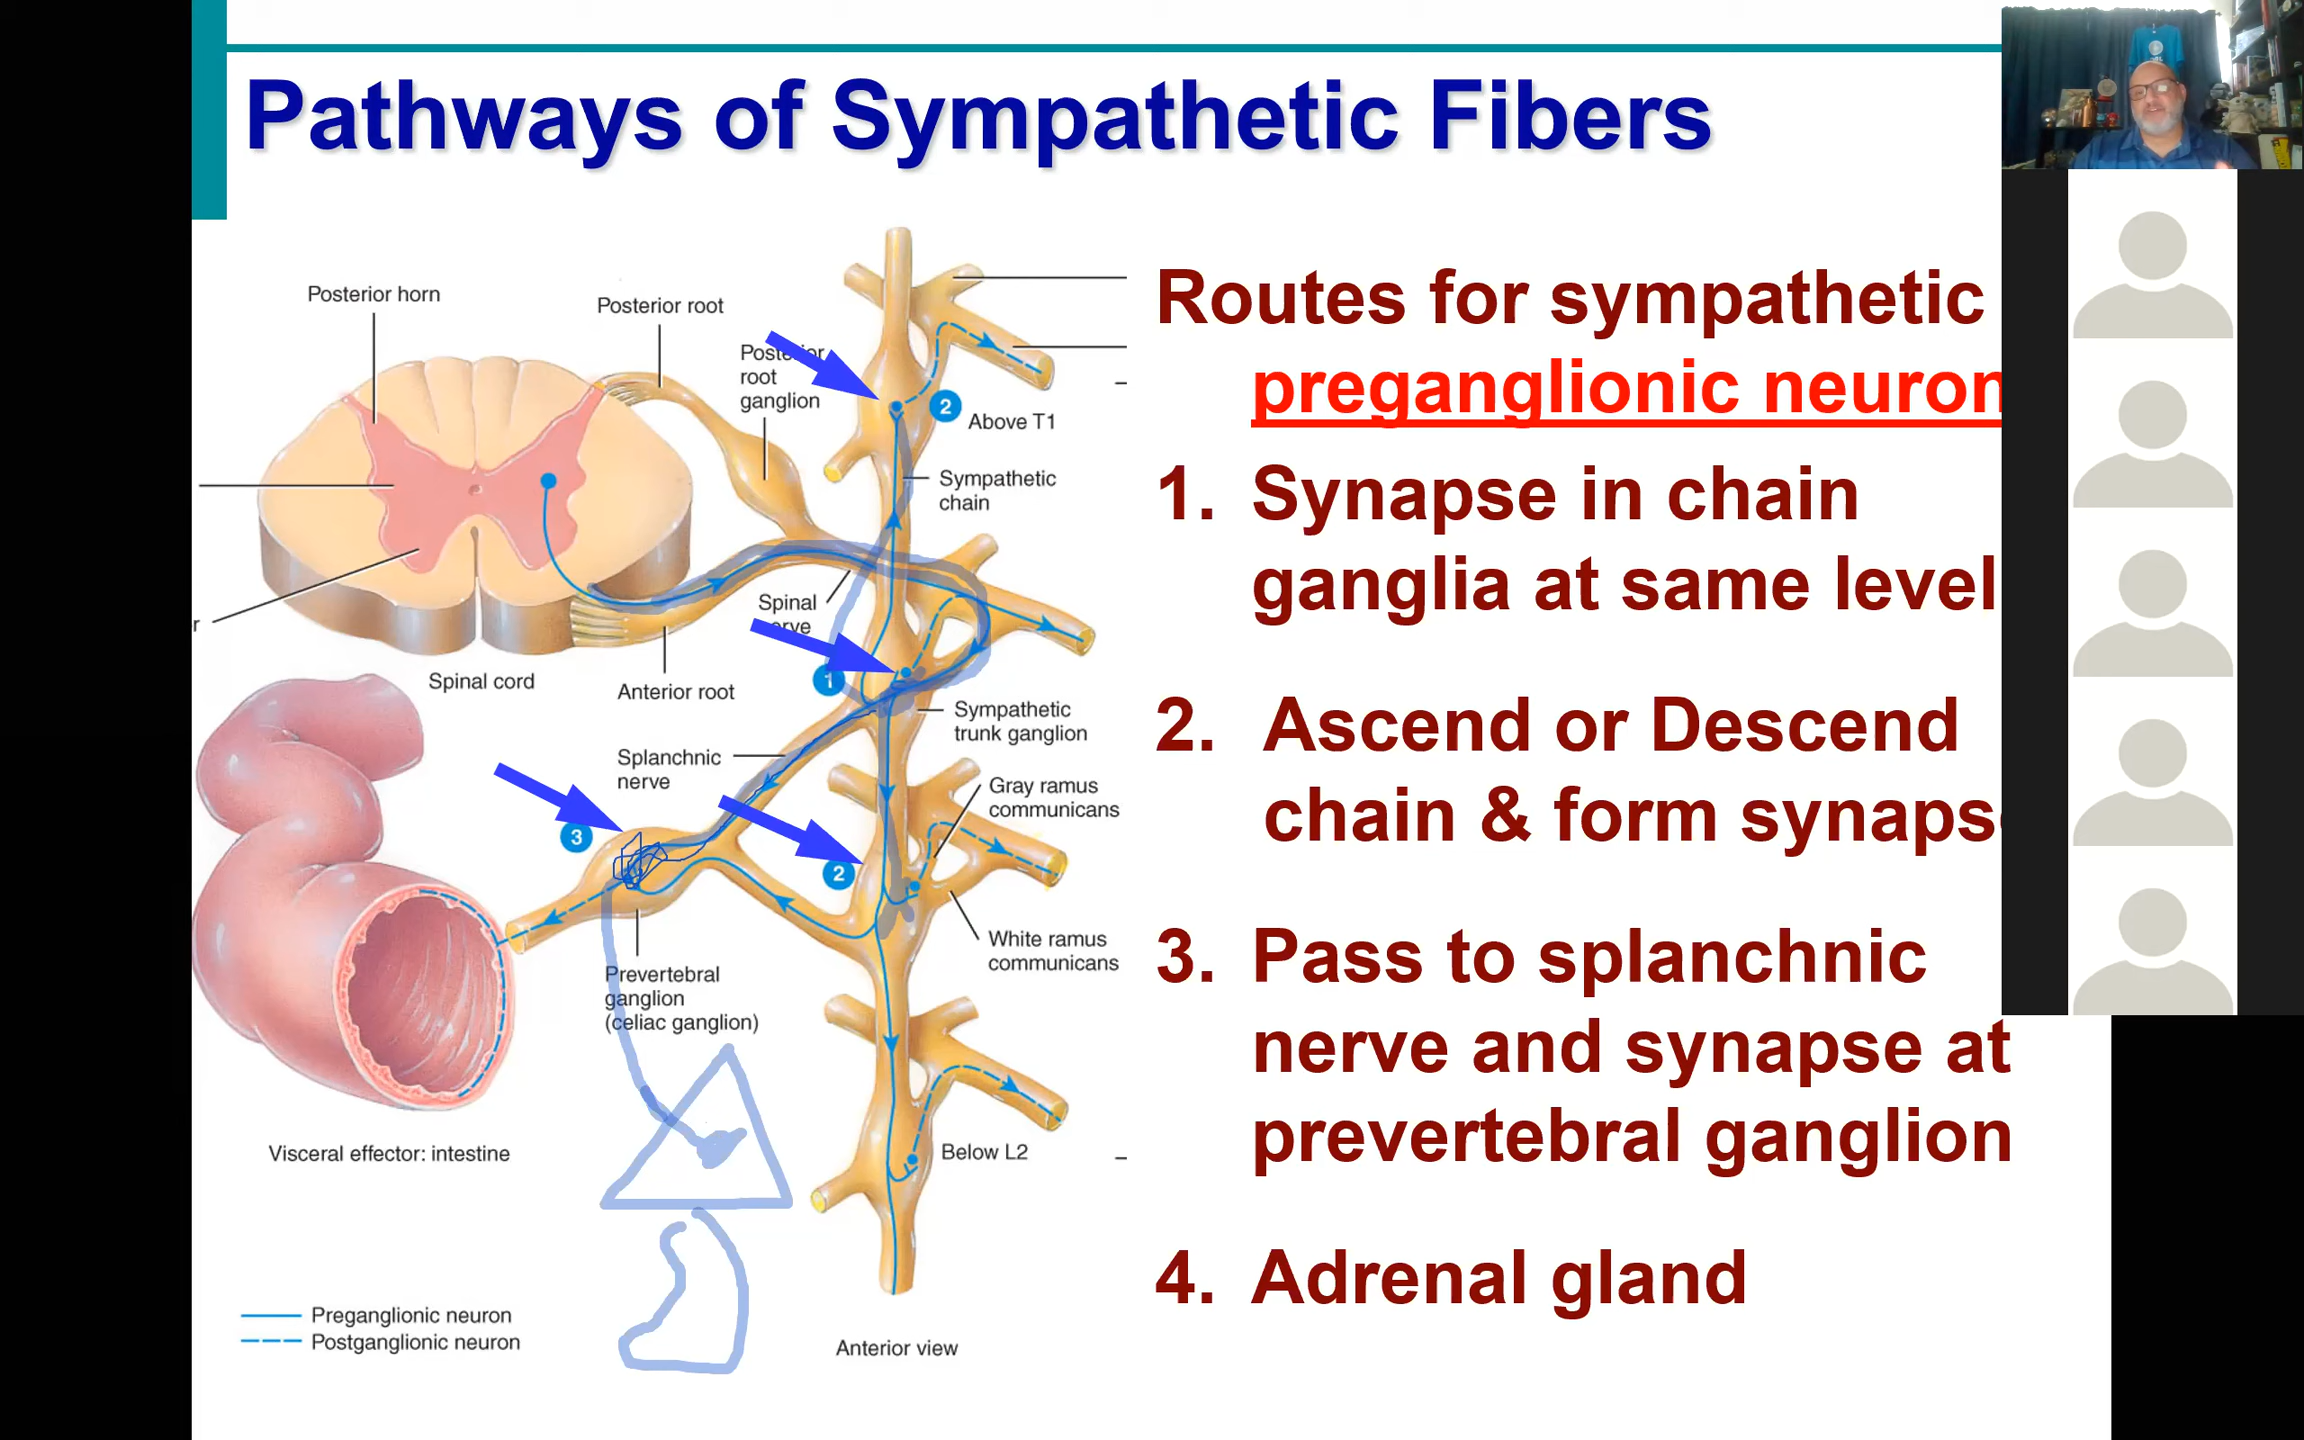 Pathways of Sympathetic Fibers
Posterior horn
Posterior root
Posterior
root
ganglion
2
Above T1
Sympathetic
chain
Spinal
nerve
1
Spinal cord
Anterior root
Sympathetic
trunk ganglion
Splanchnic
nerve
Gray ramus
communicans
3
2
White ramus
communicans
Prevertebral
ganglion
(celiac ganglion)
Visceral effector: intestine
Below L2
Preganglionic neuron
Postganglionic neuron
Anterior view
Routes for sympathetic
preganglionic neuron
1. Synapse in chain
ganglia at same level
2. Ascend or Descend
chain & form synaps
3. Pass to splanchnic
nerve and synapse at
prevertebral ganglion
4. Adrenal gland